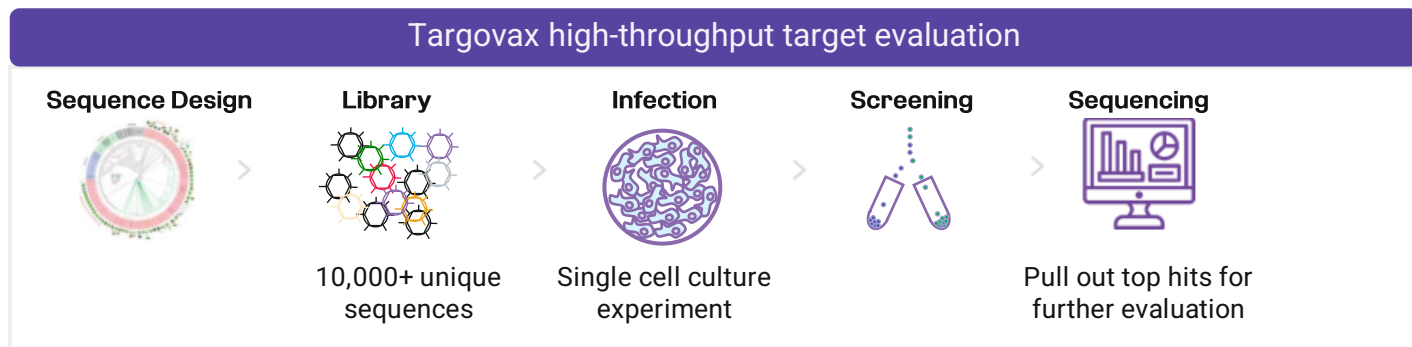 Targovax high-throughput target evaluation
Sequence Design
Library
Infection
Screening
Sequencing
10,000+ unique
sequences
Single cell culture
experiment
Pull out top hits for
further evaluation